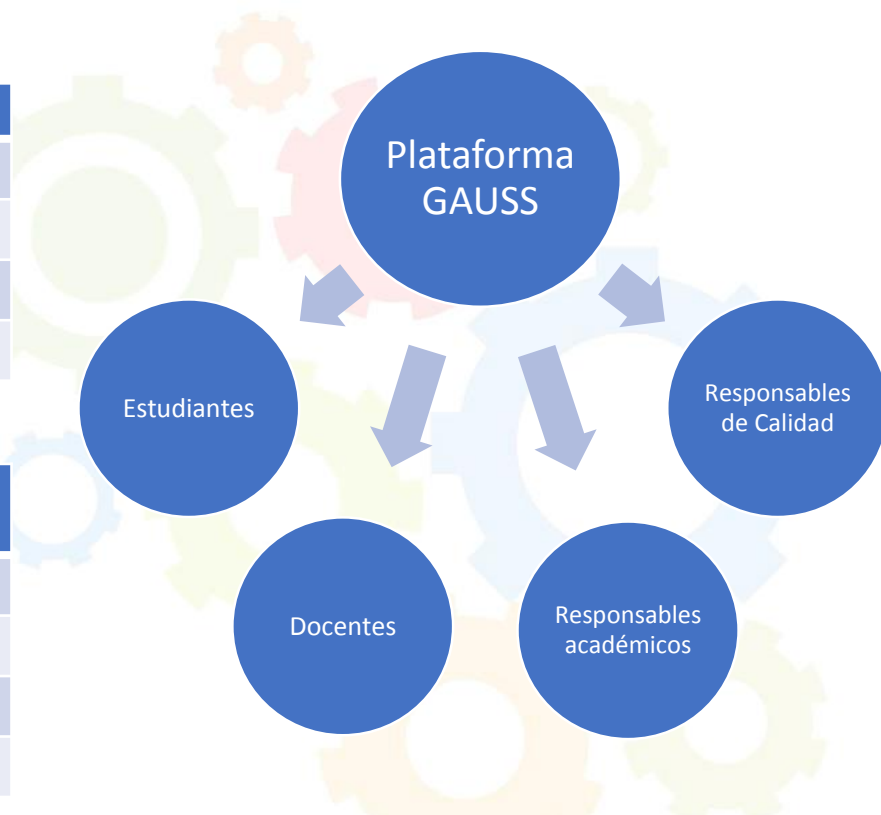 Plataforma
GAUSS
Estudiantes
Responsables
de Calidad
Docentes
Responsables
académicos